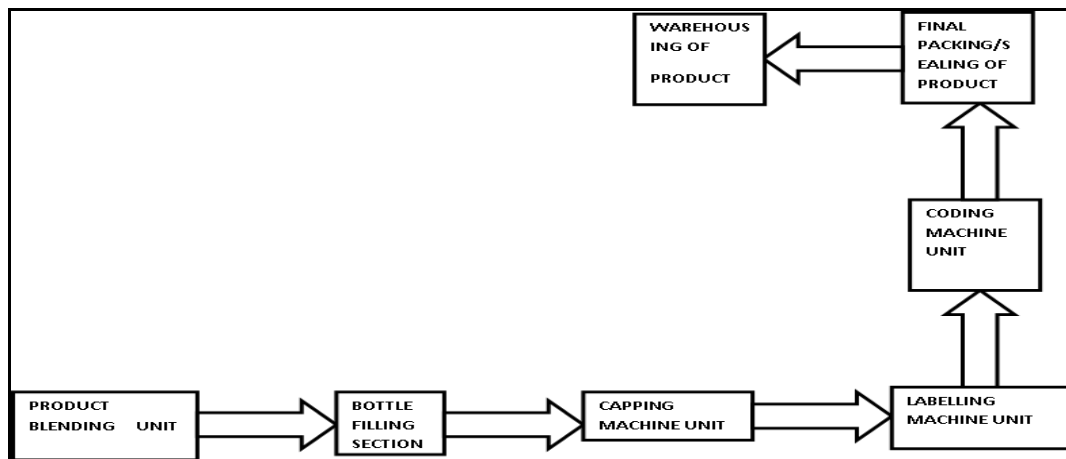 WAREHOUS
ING OF
PRODUCT
FINAL
PACKING/S
EALING OF
PRODUCT
CODING
MACHINE
UNIT
PRODUCT
BLENDING UNIT
BOTTLE
FILLING
SECTION
CAPPING
MACHINE UNIT
LABELLING
MACHINE UNIT